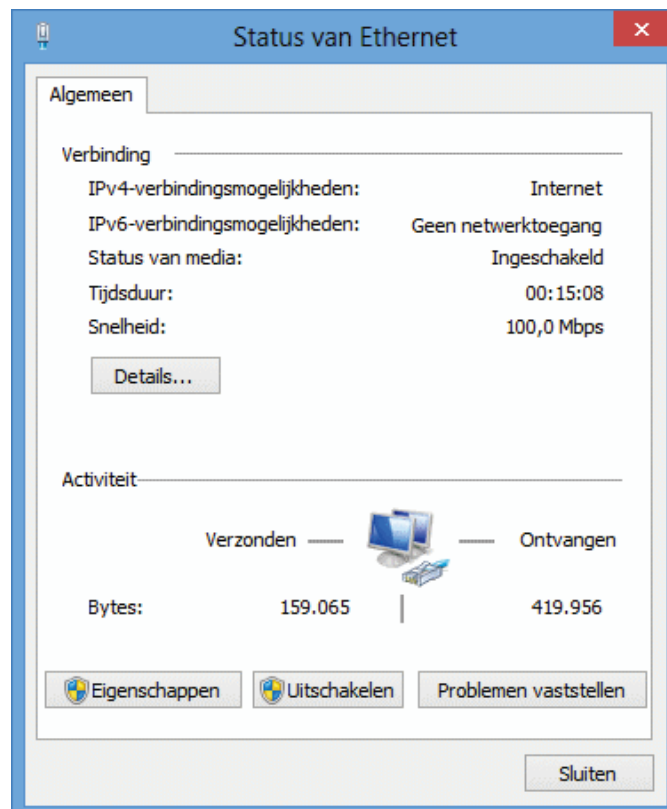 Status van Ethernet
Algemeen
Verbinding
IPv4-verbindingsmogelijkheden: Internet
IPv6-verbindingsmogelijkheden: Geen netwerktoegang
Status van media: Ingeschakeld
Tijdsduur: 00:15:08
Snelheid: 100,0 Mbps
Details...
Activiteit
Verzonden Ontvangen
Bytes: 159.065 419.956
Eigenschappen Uitschakelen Problemen vaststellen
Sluiten